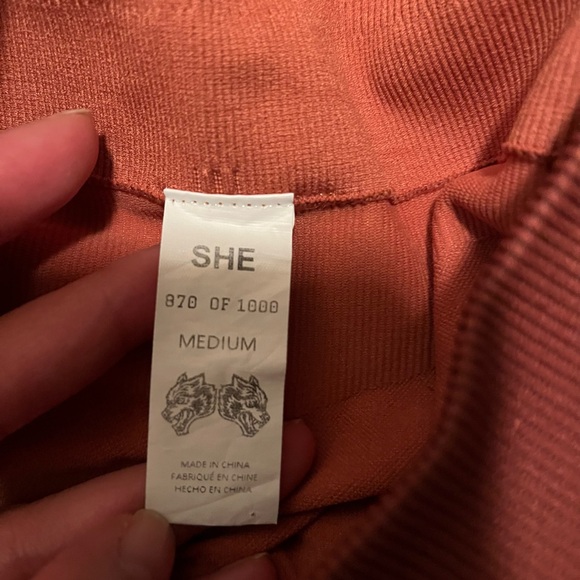 SHE
870 OF 1000
MEDIUM
MADE IN CHINA
FABRIQUÉ EN CHINE
HECHO EN CHINA